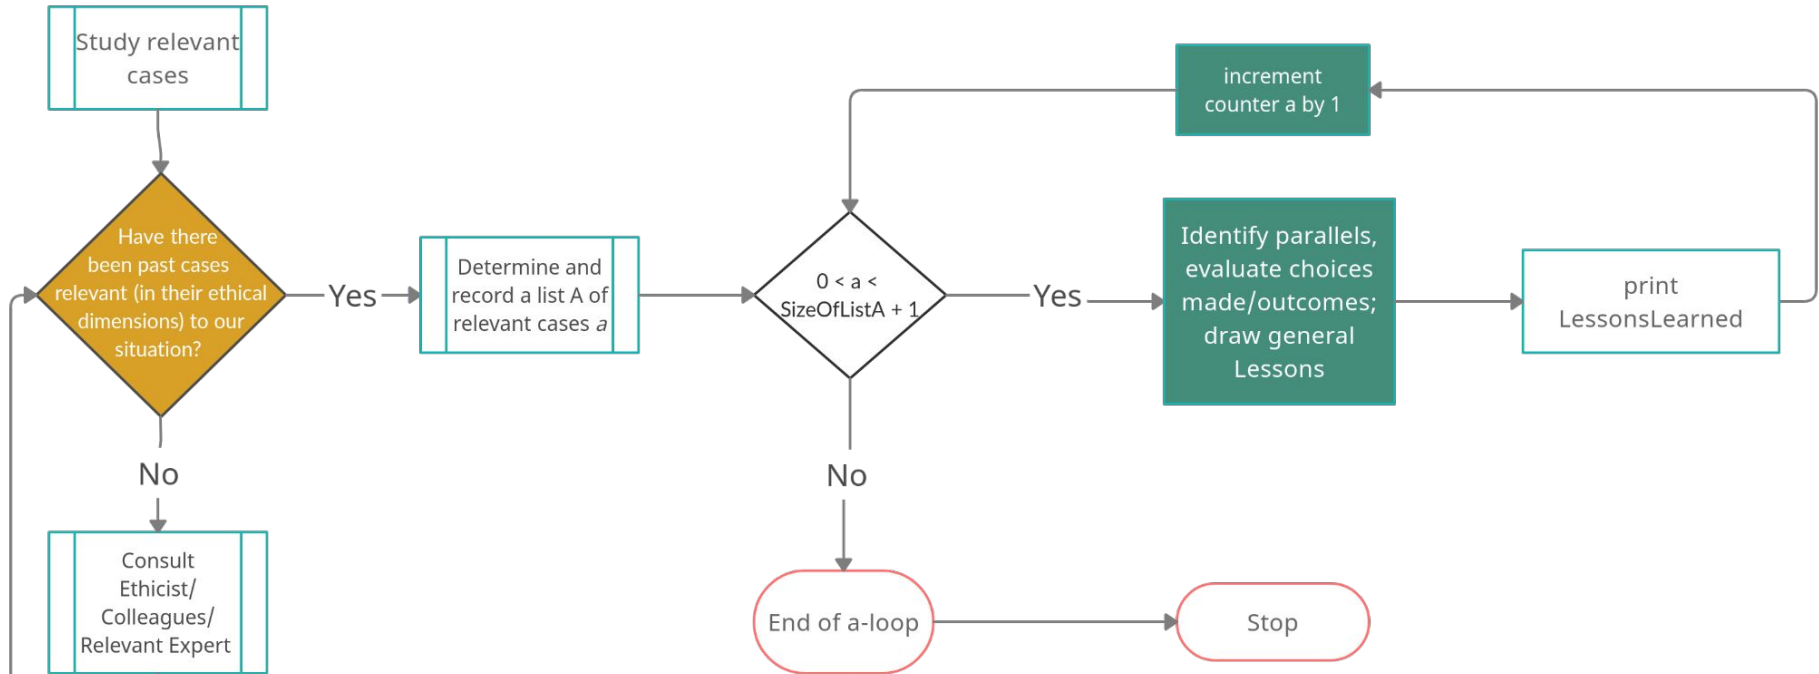 Study relevant
cases
increment
counter a by 1
Have there
been past cases
relevant (in their ethical
dimensions) to our
situation?
Yes
Determine and
record a list A of
relevant cases a
0 < a <
SizeOfListA + 1
Yes
Identify parallels,
evaluate choices
made/outcomes;
draw general
Lessons
print
LessonsLearned
No
No
Consult
Ethicist/
Colleagues/
Relevant Expert
End of a-loop
Stop